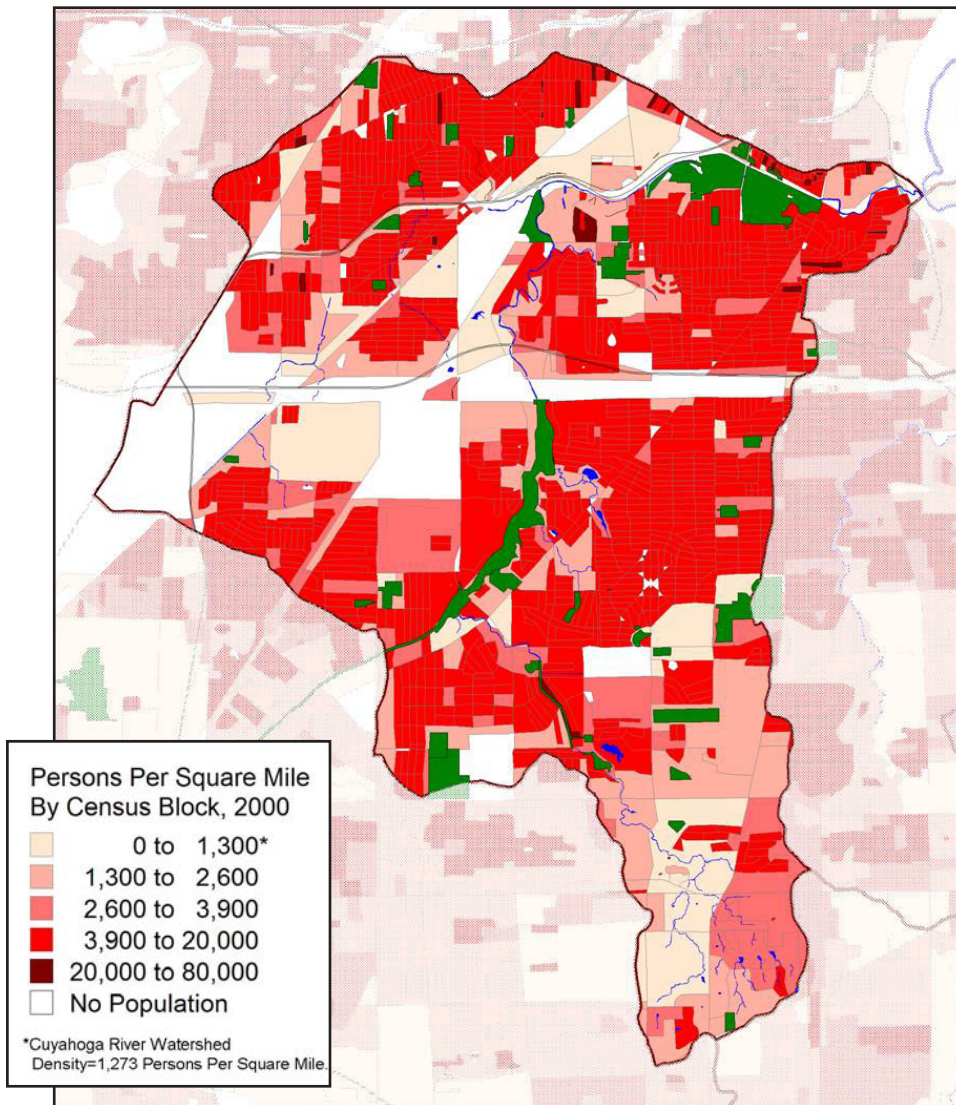 Persons Per Square Mile
By Census Block, 2000
0 to 1,300*
1,300 to 2,600
2,600 to 3,900
3,900 to 20,000
20,000 to 80,000
No Population
*Cuyahoga River Watershed
Density=1,273 Persons Per Square Mile.